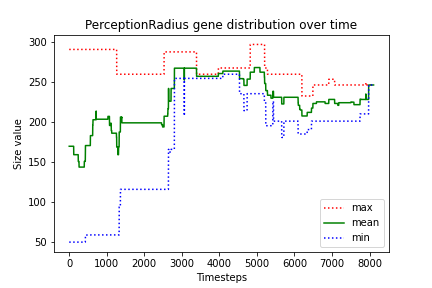 PerceptionRadius gene distribution over time
300
250
200
150
100
50
Size value
0 1000 2000 3000 4000 5000 6000 7000 8000
Timesteps
max
mean
min